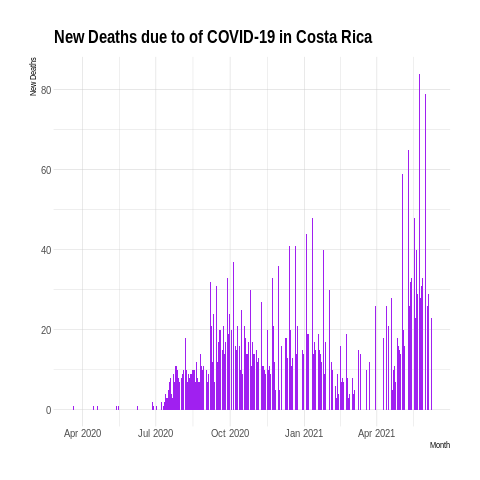 New Deaths due to of COVID-19 in Costa Rica
New Deaths
80
60
40
20
0
Apr 2020 Jul 2020 Oct 2020 Jan 2021 Apr 2021
Month